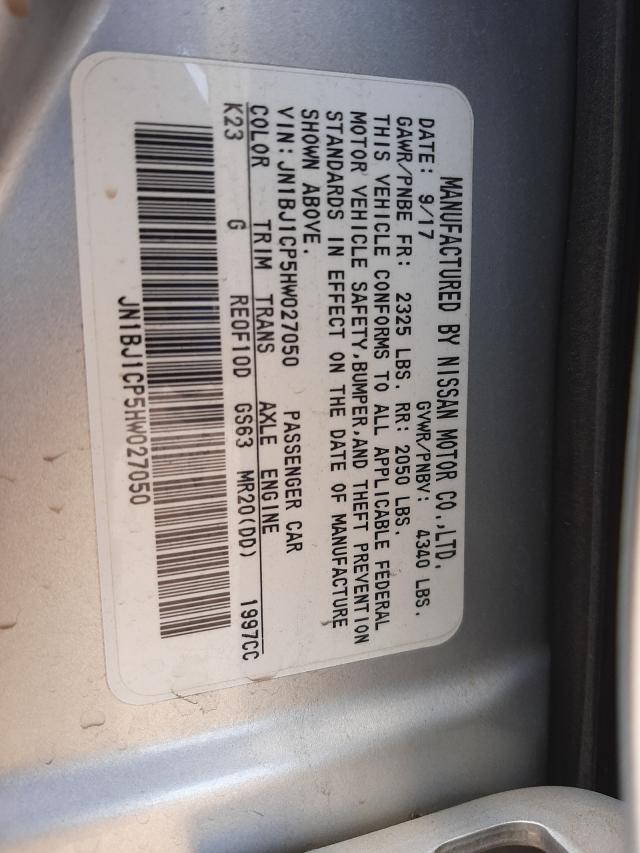 MANUFACTURED BY NISSAN MOTOR CO.,LTD.
DATE: 9/17 GVWR/PNBV: 4340 LBS.
GAWR/PNBE FR: 2325 LBS. RR: 2050 LBS.
THIS VEHICLE CONFORMS TO ALL APPLICABLE FEDERAL
MOTOR VEHICLE SAFETY,BUMPER,AND THEFT PREVENTION
STANDARDS IN EFFECT ON THE DATE OF MANUFACTURE
SHOWN ABOVE.
VIN:JN1BJ1CP5HW027050 PASSENGER CAR
COLOR TRIM TRANS AXLE ENGINE
K23 G RE0F10D GS63 MR20(DD) 1997CC
JN1BJ1CP5HW027050